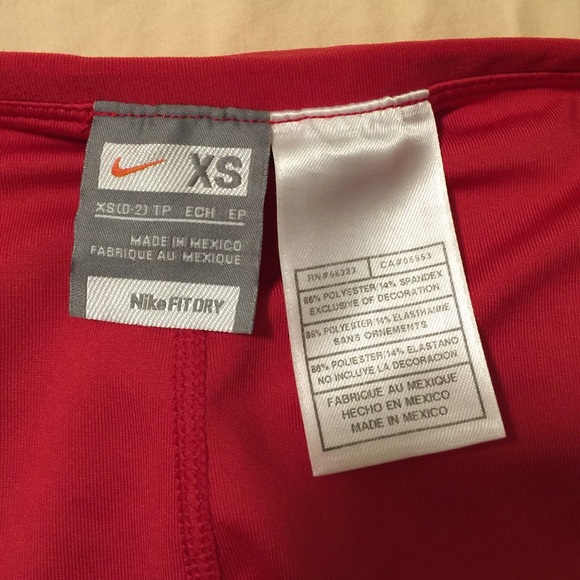 XS
XS(0-2) TP ECH EP
MADE IN MEXICO
FABRIQUE AU MEXIQUE
Nike FIT DRY
RN#56323 CA#05553
86% POLYESTER/14% SPANDEX
EXCLUSIVE OF DECORATION
86% POLYESTER/14% ELASTHANNE
SANS ORNEMENTS
86% POLIESTER/14% ELASTANO
NO INCLUYE LA DECORACIÓN
FABRIQUE AU MEXIQUE
HECHO EN MEXICO
MADE IN MEXICO